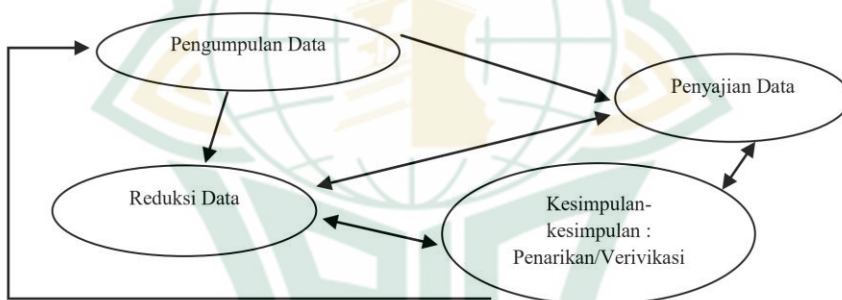 Pengumpulan Data
Penyajian Data
Reduksi Data
Kesimpulan-
kesimpulan :
Penarikan/Verivikasi